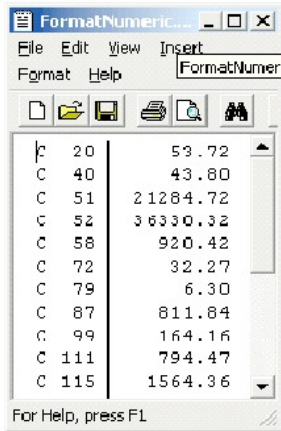 FormatNumeric....
File Edit View Insert
Format Help
FormatNumer
C 20 53.72
C 40 43.80
C 51 21284.72
C 52 36330.32
C 58 920.42
C 72 32.27
C 79 6.30
C 87 811.84
C 99 164.16
C 111 794.47
C 115 1564.36
For Help, press F1